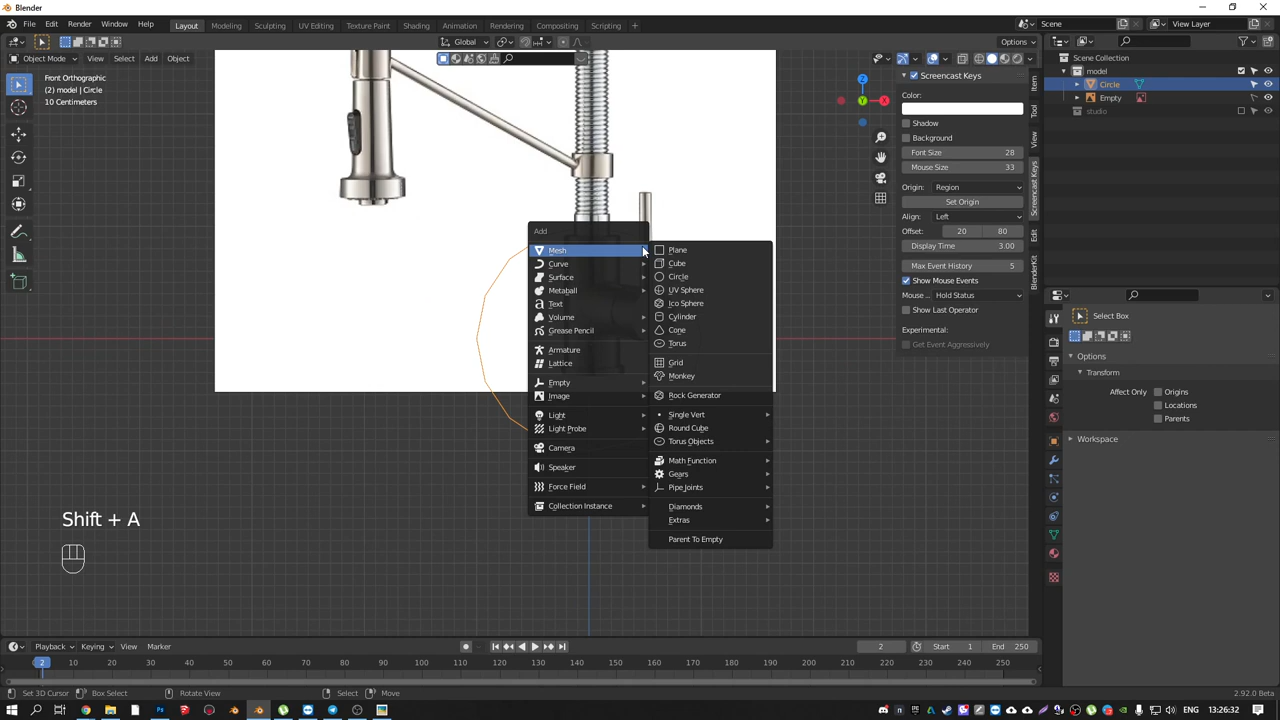 Blender
File Edit Render Window Help
Layout Modeling Sculpting UV Editing Texture Paint Shading Animation Rendering Compositing Scripting +
Scene
View Layer
Global
Options
Object Mode View Select Add Object
Front Orthographic
(2) model | Circle
10 Centimeters
Z
Y
X
Screencast Keys
Color:
Shadow
Background
Font Size 28
Mouse Size 33
Origin: Region
Set Origin
Align: Left
Offset: 20 80
Display Time 3.00
Max Event History 5
Show Mouse Events
Mouse ... Hold Status
Show Last Operator
Experimental:
Get Event Aggressively
Item
Tool
View
Screencast Keys
Edit
BlenderKit
Scene Collection
model
Circle
Empty
studio
Select Box
Options
Transform
Affect Only Origins
Locations
Parents
Workspace
Add
Mesh
Curve
Surface
Metaball
Text
Volume
Grease Pencil
Armature
Lattice
Empty
Image
Light
Light Probe
Camera
Speaker
Force Field
Collection Instance
Plane
Cube
Circle
UV Sphere
Ico Sphere
Cylinder
Cone
Torus
Grid
Monkey
Rock Generator
Single Vert
Round Cube
Torus Objects
Math Function
Gears
Pipe Joints
Diamonds
Extras
Parent To Empty
Shift + A
Playback Keying View Marker
2
Start 1
End 250
2 10 20 30 40 50 60 70 80 90 100 110 120 130 140 150 160 170 180 190 200 210 220 230 240 250
Set 3D Cursor Box Select Rotate View Select Move
2.92.0 Beta
13:26:32